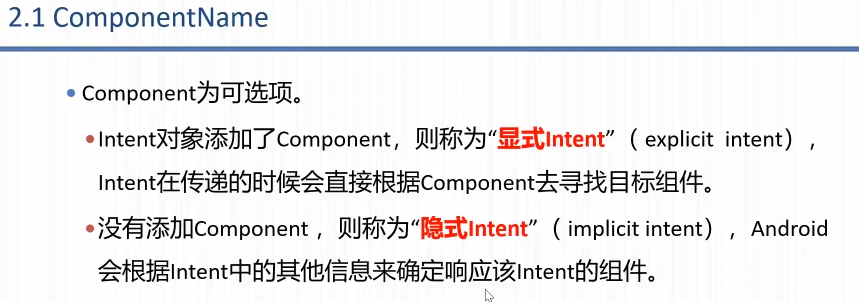 2.1 ComponentName
Component为可选项。
Intent对象添加了Component，则称为“显式Intent”（ explicit intent），
Intent在传递的时候会直接根据Component去寻找目标组件。
没有添加Component ，则称为“隐式Intent”（ implicit intent），Android
会根据Intent中的其他信息来确定响应该Intent的组件。